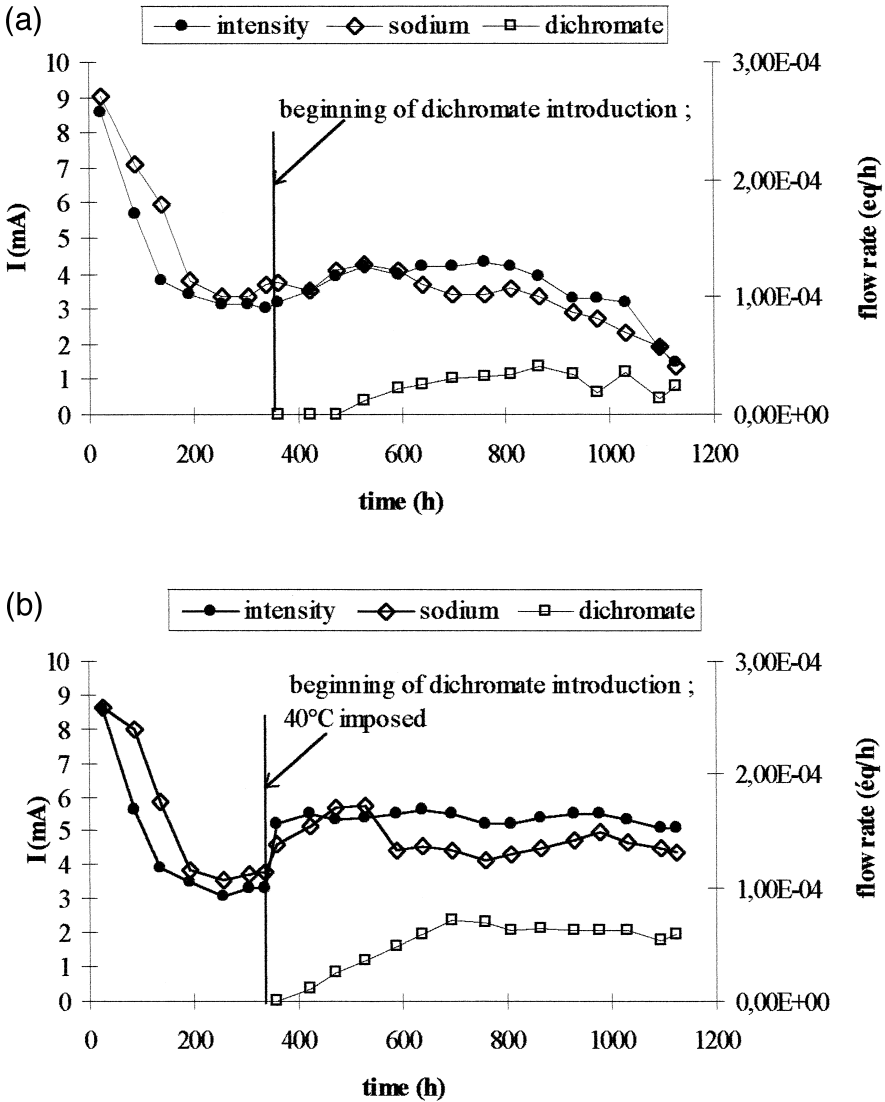 (a)
intensity sodium dichromate
10
9
8
7
6
5
4
3
2
1
0
I (mA)
beginning of dichromate introduction ;
3,00E-04
2,00E-04
1,00E-04
0,00E+00
flow rate (eq/h)
0 200 400 600 800 1000 1200
time (h)
(b)
intensity sodium dichromate
10
9
8
7
6
5
4
3
2
1
0
I (mA)
beginning of dichromate introduction ;
40°C imposed
3,00E-04
2,00E-04
1,00E-04
0,00E+00
flow rate (éq/h)
0 200 400 600 800 1000 1200
time (h)